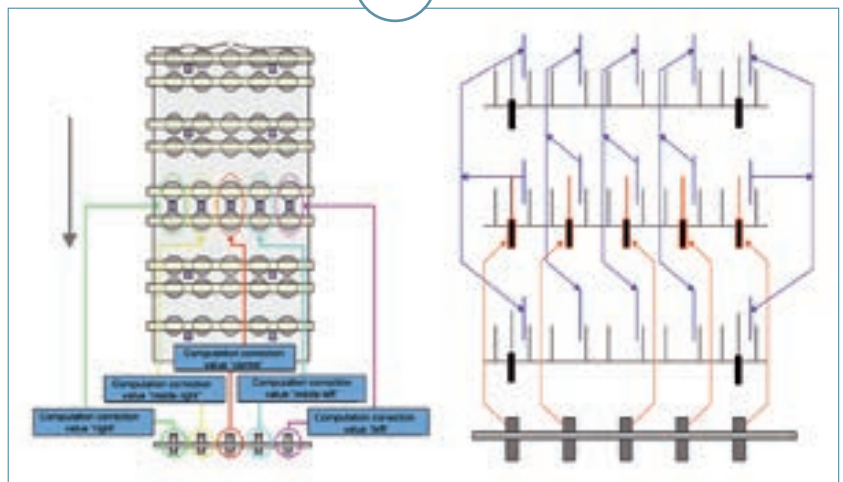 Computation correction
value "center"
Computation correction
value "middle-right"
Computation correction
value "middle-left"
Computation correction
value "right"
Computation correction
value "left"